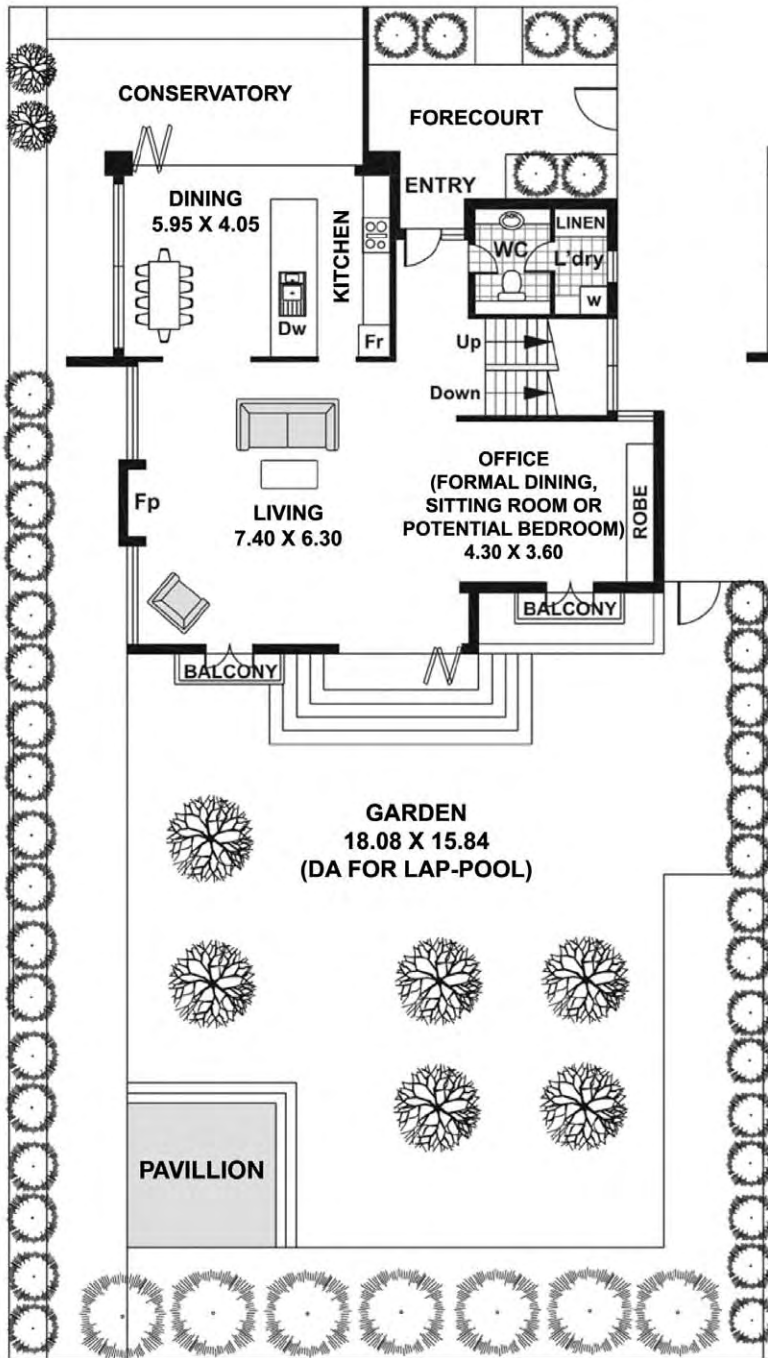 CONSERVATORY
FORECOURT
ENTRY
DINING
5.95 X 4.05
KITCHEN
WC
LINEN
L'dry
W
Dw
Fr
Up
Down
Fp
LIVING
7.40 X 6.30
OFFICE
(FORMAL DINING,
SITTING ROOM OR
POTENTIAL BEDROOM)
4.30 X 3.60
ROBE
BALCONY
BALCONY
GARDEN
18.08 X 15.84
(DA FOR LAP-POOL)
PAVILLION